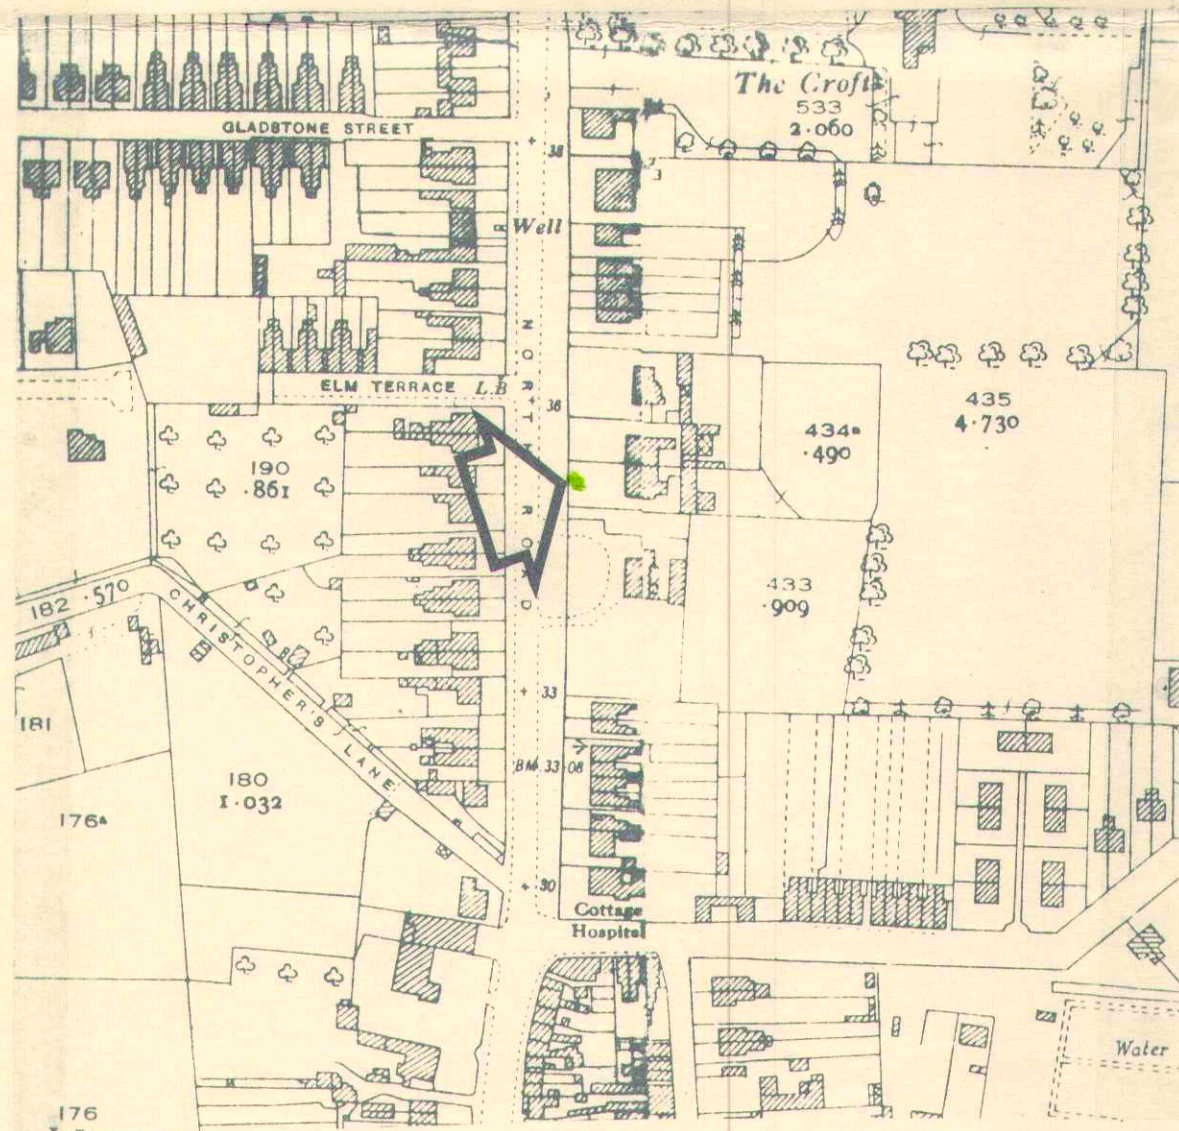 The Croft
533
2.060
GLADSTONE STREET
38
3
Well
NORTH ROAD
ELM TERRACE L.B
36
434a
.490
435
4.730
190
.861
433
.909
182 .570
CHRISTOPHER'S LANE
33
181
BM 33.08
180
1.032
176a
30
Cottage
Hospital
Water
176